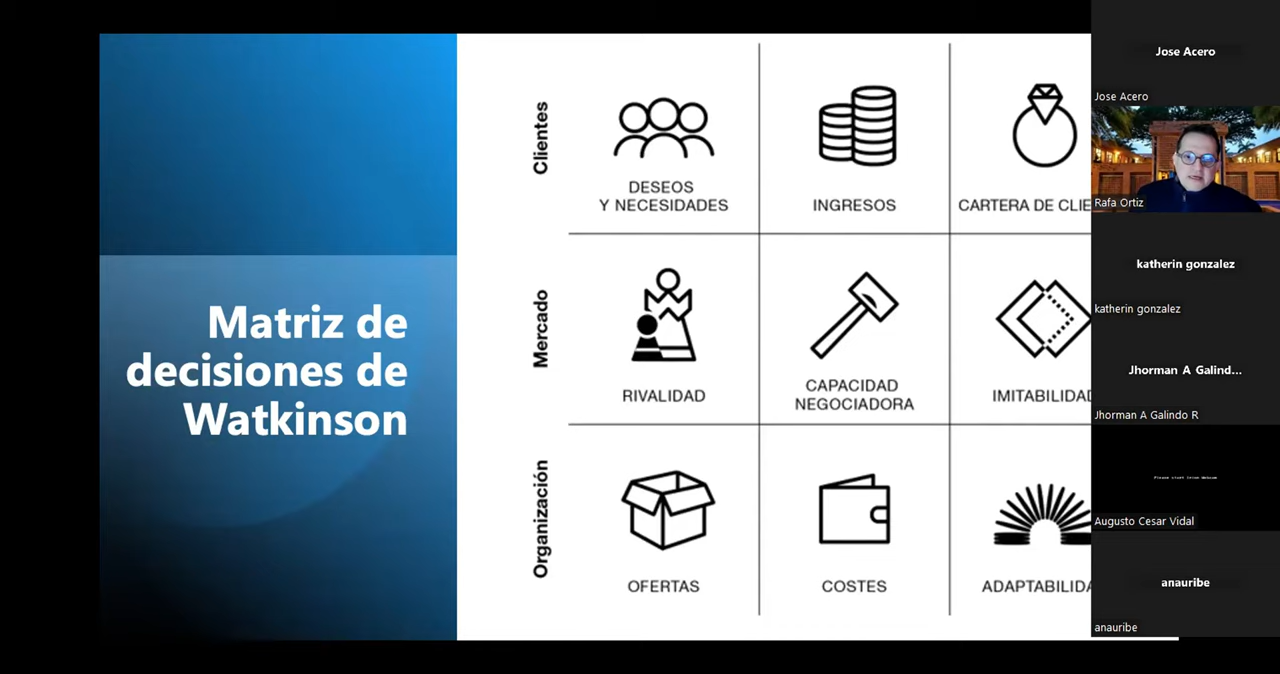 Matriz de
decisiones de
Watkinson
Clientes
DESEOS
Y NECESIDADES
INGRESOS
CARTERA DE CLIE
Mercado
RIVALIDAD
CAPACIDAD
NEGOCIADORA
IMITABILIDAD
Organización
OFERTAS
COSTES
ADAPTABILIDA
Jose Acero
Jose Acero
Rafa Ortiz
katherin gonzalez
katherin gonzalez
Jhorman A Galind...
Jhorman A Galindo R
Augusto Cesar Vidal
anauribe
anauribe